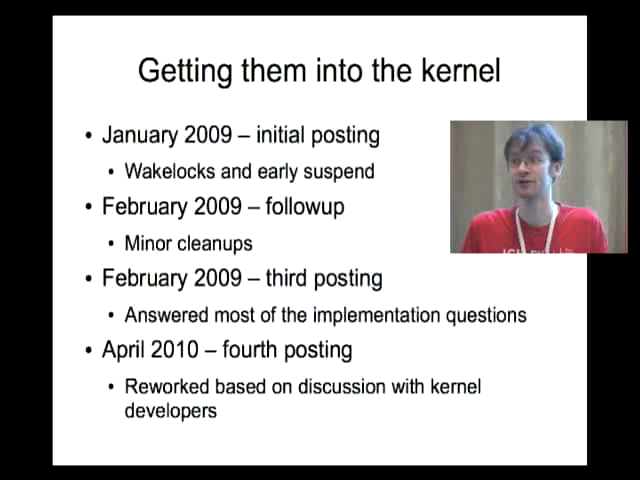 Getting them into the kernel
• January 2009 – initial posting
• Wakelocks and early suspend
• February 2009 – followup
• Minor cleanups
• February 2009 – third posting
• Answered most of the implementation questions
• April 2010 – fourth posting
• Reworked based on discussion with kernel
developers